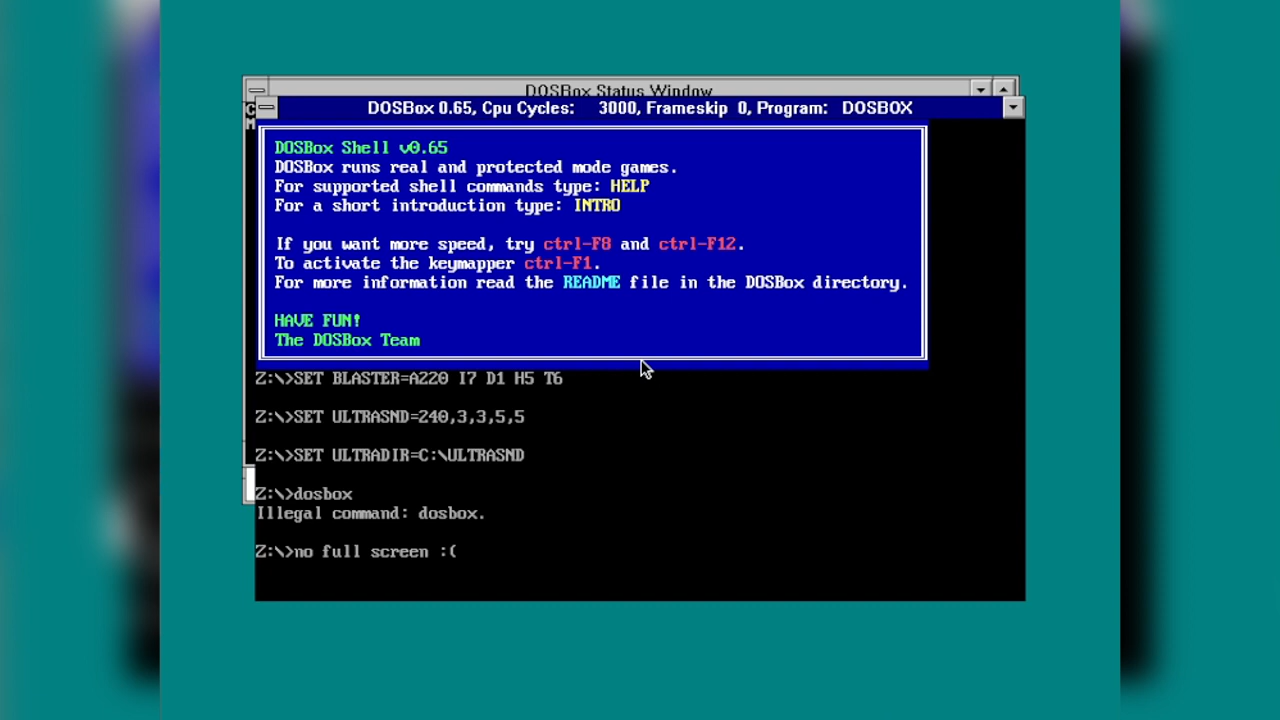 DOSBox Status Window
DOSBox 0.65, Cpu Cycles: 3000, Frameskip 0, Program: DOSBOX
DOSBox Shell v0.65
DOSBox runs real and protected mode games.
For supported shell commands type: HELP
For a short introduction type: INTRO
If you want more speed, try ctrl-F8 and ctrl-F12.
To activate the keymapper ctrl-F1.
For more information read the README file in the DOSBox directory.
HAVE FUN!
The DOSBox Team
Z:\>SET BLASTER=A220 I7 D1 H5 T6
Z:\>SET ULTRASND=240,3,3,5,5
Z:\>SET ULTRADIR=C:\ULTRASND
Z:\>dosbox
Illegal command: dosbox.
Z:\>no full screen :(